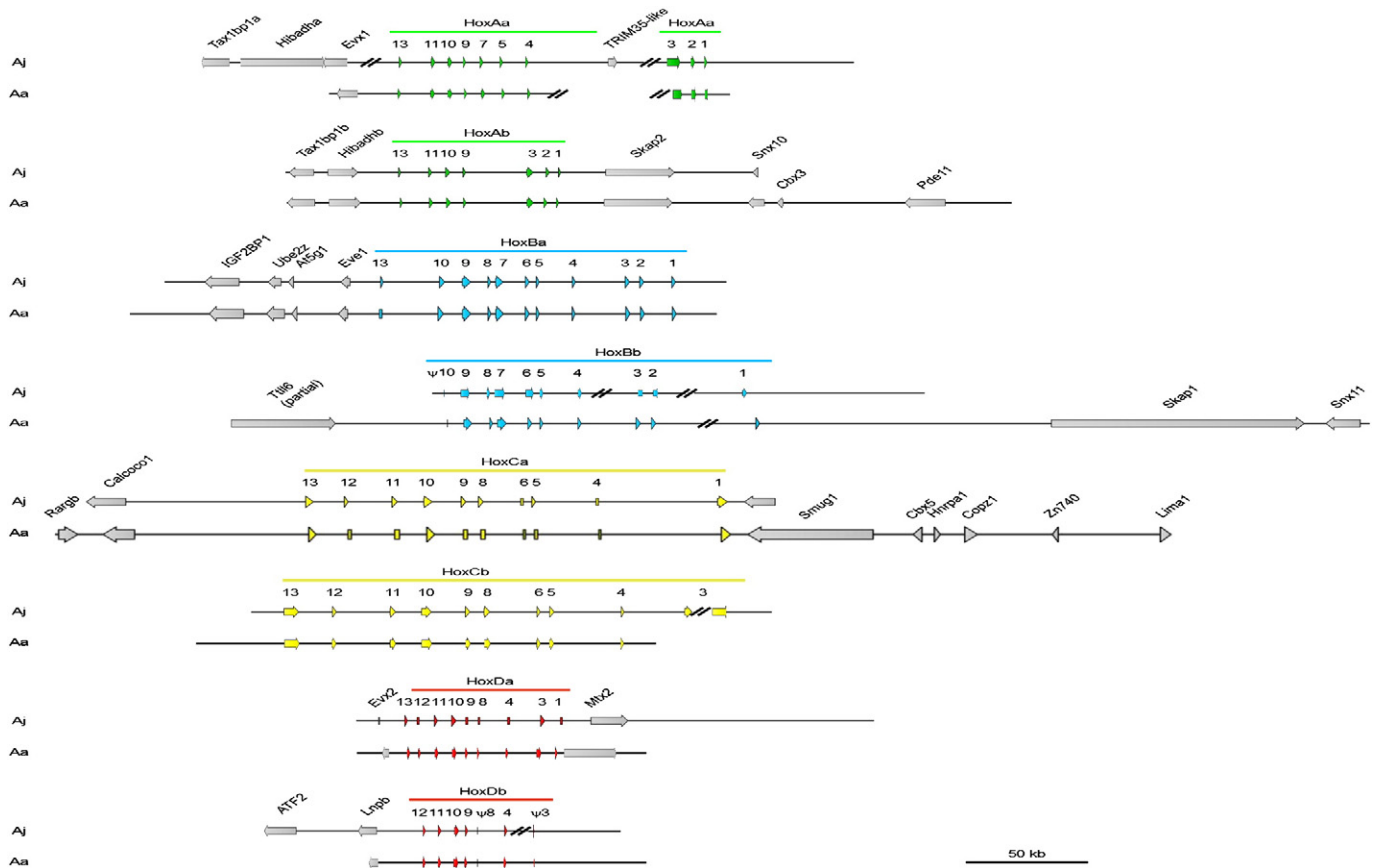 Tax1bp1a Hibadha Evx1 HoxAa TRIM35-like HoxAa
13 11 10 9 7 5 4 3 2 1
Aj
Aa
Tax1bp1b Hibadhb HoxAb Skap2 Snx10
13 11 10 9 3 2 1
Cbx3 Pde11
Aj
Aa
IGF2BP1 Ube2z At5g1 Eve1 HoxBa
13 10 9 8 7 6 5 4 3 2 1
Aj
Aa
HoxBb
Ttll6 (partial) Ψ 10 9 8 7 6 5 4 3 2 1
Aj
Skap1 Snx11
Aa
HoxCa
Rargb Calcoco1 13 12 11 10 9 8 6 5 4 1
Aj
Smug1 Cbx5 Hnrpa1 Copz1 Zn740 Lima1
Aa
HoxCb
13 12 11 10 9 8 6 5 4 3
Aj
Aa
HoxDa
Evx2 13 12 11 10 9 8 4 3 1 Mtx2
Aj
Aa
HoxDb
ATF2 Lnpb 12 11 10 9 ψ8 4 ψ3
Aj
Aa
50 kb